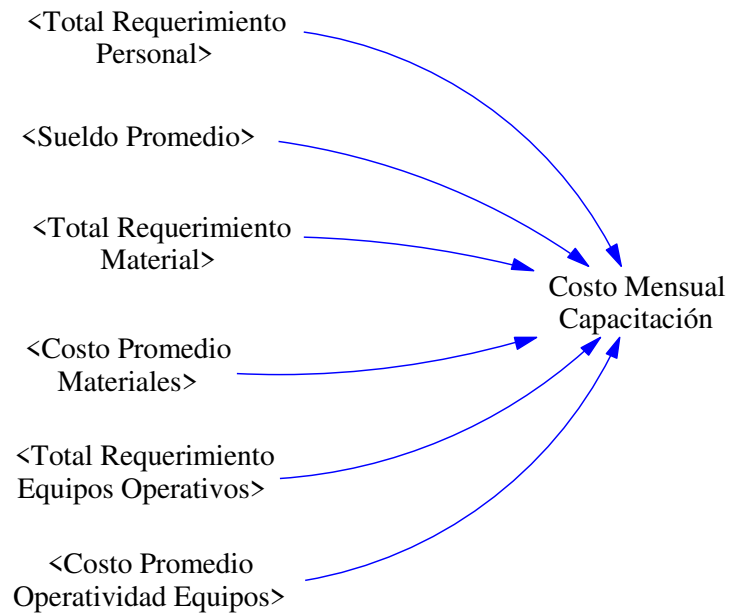 <Total Requerimiento
Personal>
<Sueldo Promedio>
<Total Requerimiento
Material>
Costo Mensual
Capacitación
<Costo Promedio
Materiales>
<Total Requerimiento
Equipos Operativos>
<Costo Promedio
Operatividad Equipos>